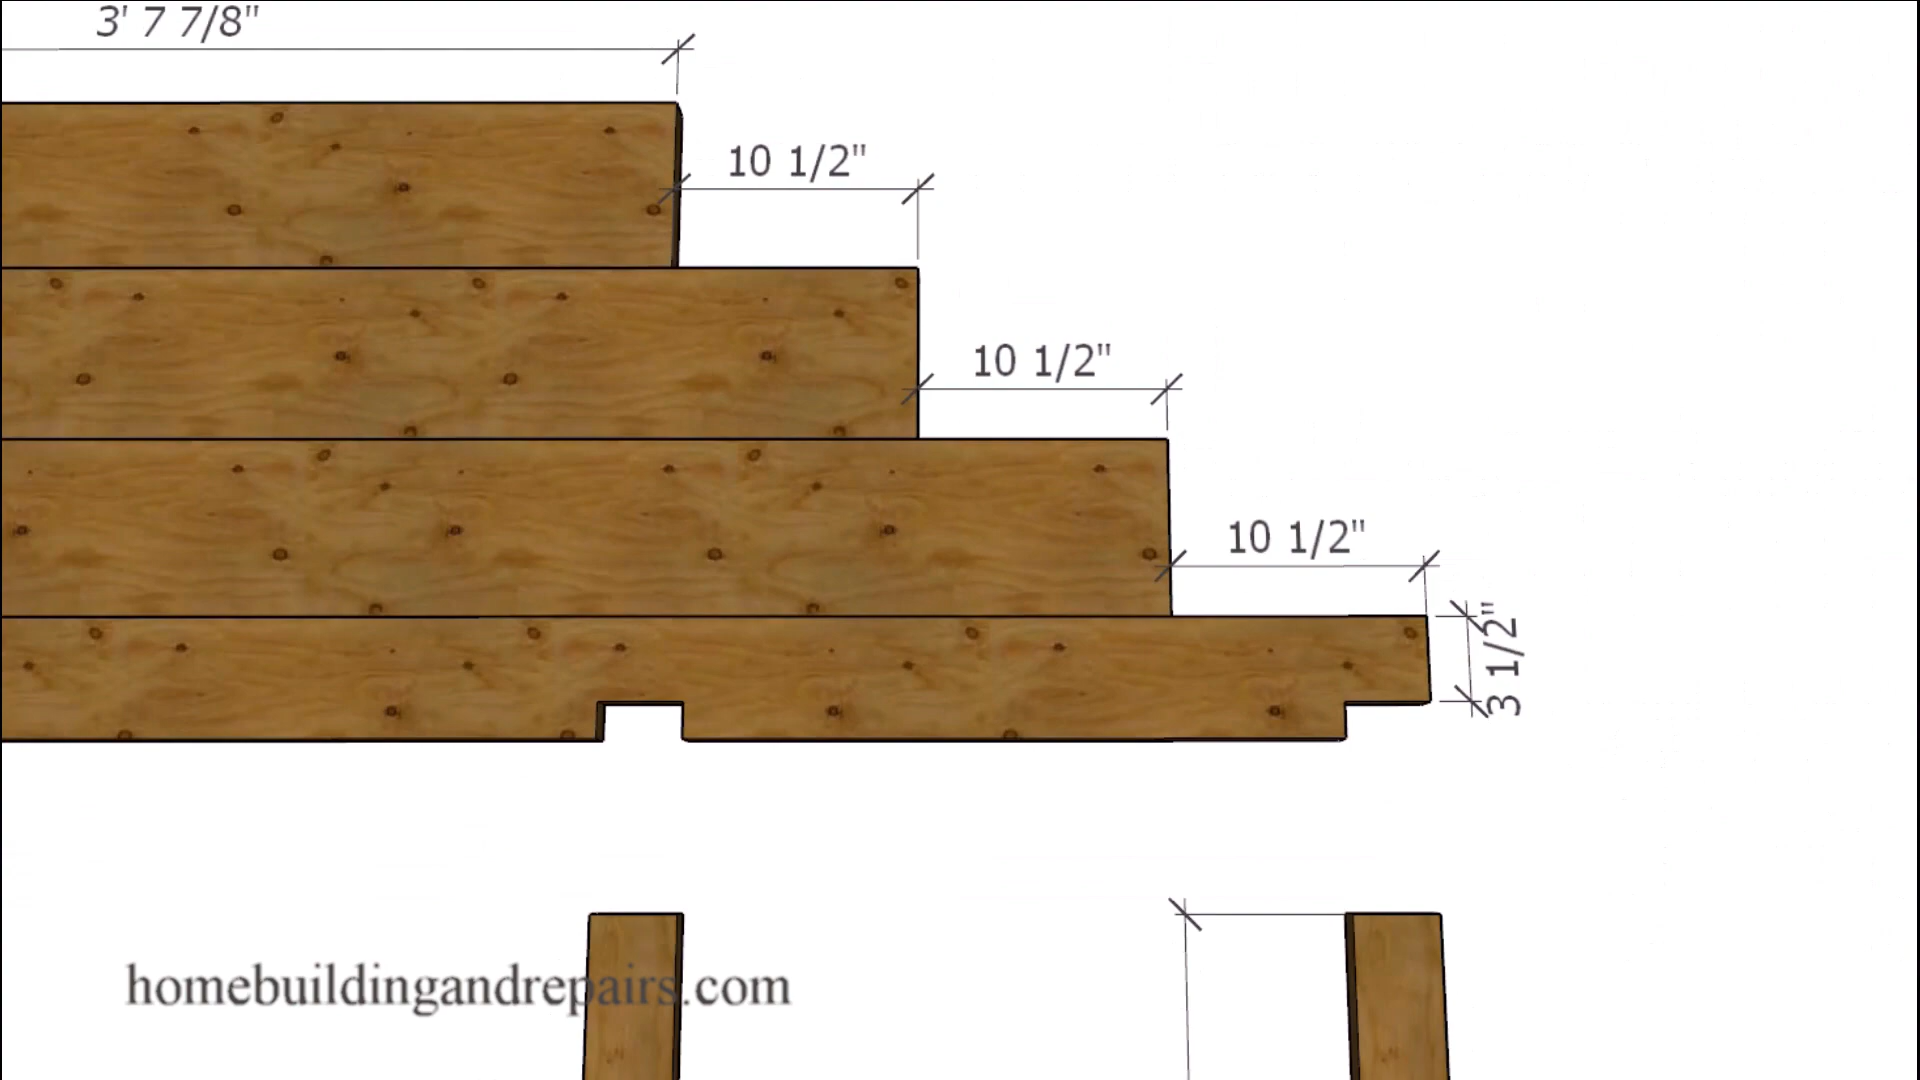 3' 7 7/8"
10 1/2"
10 1/2"
10 1/2"
3 1/2"
homebuildingandrepairs.com